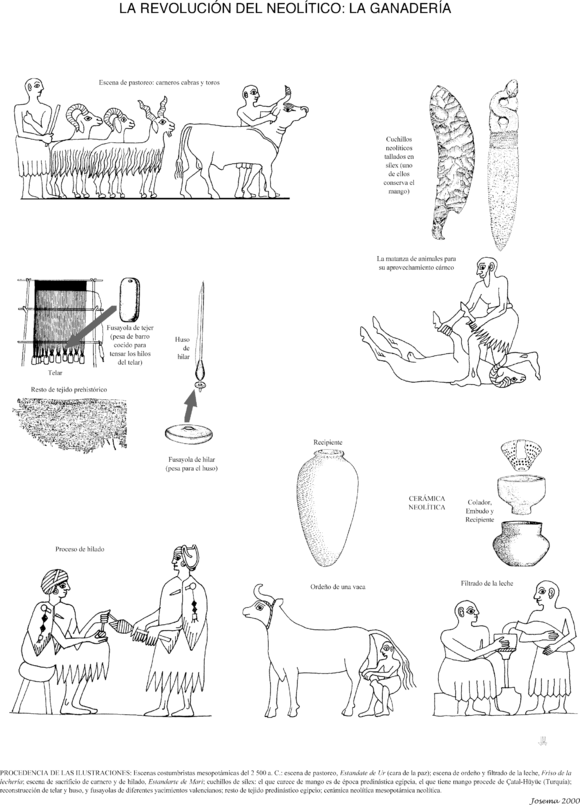 LA REVOLUCIÓN DEL NEOLÍTICO: LA GANADERÍA
Escena de pastoreo: carneros cabras y toros
Cuchillos
neolíticos
tallados en
sílex (uno
de ellos
conserva el
mango)
La matanza de animales para
su aprovechamiento cárnico
Fusayola de tejer
(pesa de barro
cocido para
tensar los hilos
del telar)
Telar
Huso
de
hilar
Resto de tejido prehistórico
Fusayola de hilar
(pesa para el huso)
Recipiente
CERÁMICA
NEOLÍTICA
Colador,
Embudo y
Recipiente
Proceso de hilado
Ordeño de una vaca
Filtrado de la leche
PROCEDENCIA DE LAS ILUSTRACIONES: Escenas costumbristas mesopotámicas del 2 500 a. C.: escena de pastoreo, Estandate de Ur (cara de la paz); escena de ordeño y filtrado de la leche, Friso de la
lechería; escena de sacrificio de carnero y de hilado, Estandarte de Mari; cuchillos de sílex: el que carece de mango es de época predinástica egipcia, el que tiene mango procede de Çatal-Hüyüc (Turquía);
reconstrucción de telar y huso, y fusayolas de diferentes yacimientos valencianos; resto de tejido predinástico egipcio; cerámica neolítica mesopotámica neolítica.
Josema 2000